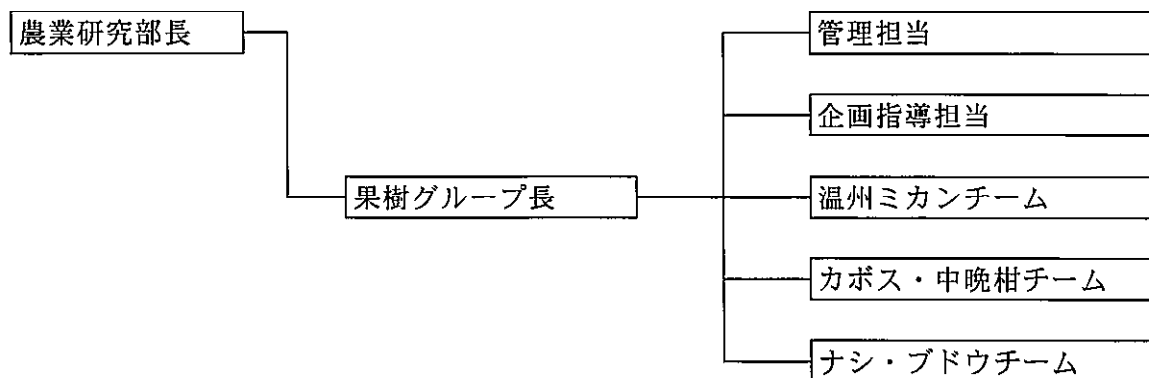 農業研究部長
管理担当
企画指導担当
果樹グループ長
温州ミカンチーム
カボス・中晩柑チーム
ナシ・ブドウチーム